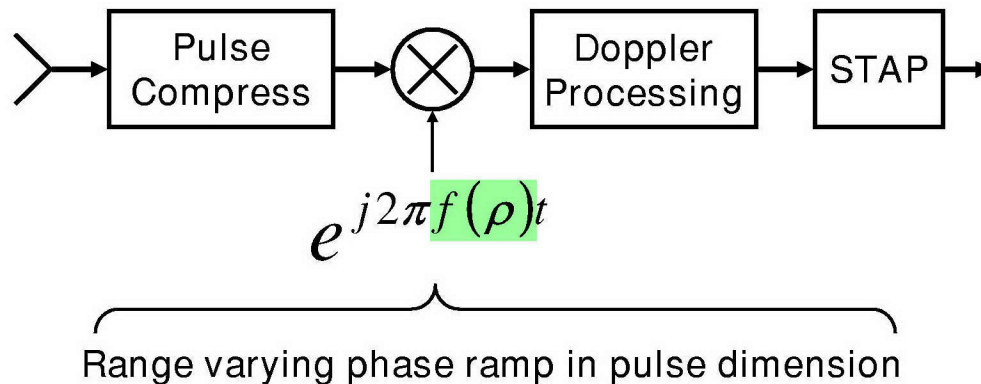 Pulse
Compress
Doppler
Processing
STAP
e^{j2πf(ρ)t}
Range varying phase ramp in pulse dimension